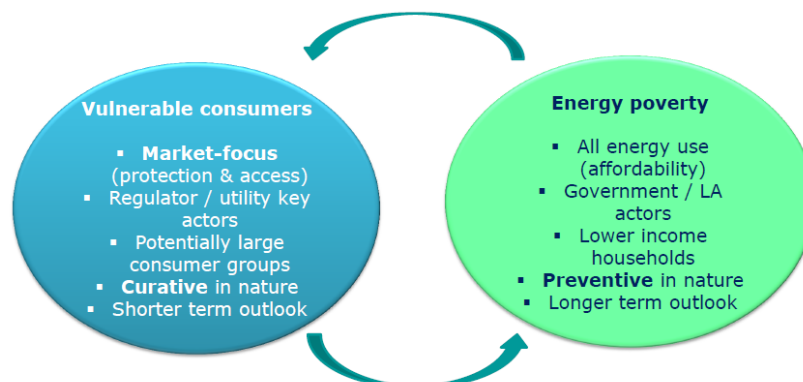 Vulnerable consumers
▪ Market-focus
(protection & access)
▪ Regulator / utility key
actors
▪ Potentially large
consumer groups
▪ Curative in nature
▪ Shorter term outlook
Energy poverty
▪ All energy use
(affordability)
▪ Government / LA
actors
▪ Lower income
households
▪ Preventive in nature
▪ Longer term outlook